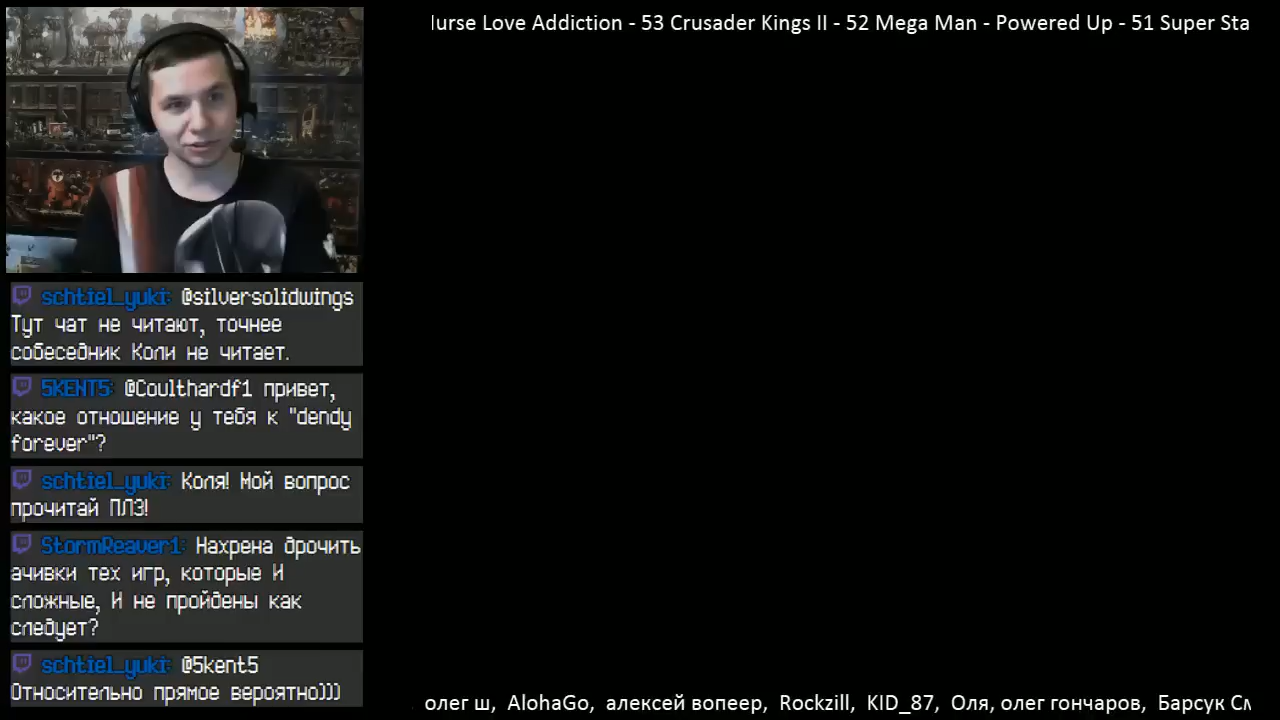 Nurse Love Addiction - 53 Crusader Kings II - 52 Mega Man - Powered Up - 51 Super Sta
schtiel_yuki: @silversolidwings
Тут чат не читают, точнее
собеседник Коли не читает.
5KENT5: @Coulthardf1 привет,
какое отношение у тебя к "dendy
forever"?
schtiel_yuki: Коля! Мой вопрос
прочитай ПЛЗ!
StormReaver1: Нахрена дрочить
ачивки тех игр, которые И
сложные, И не пройдены как
следует?
schtiel_yuki: @5kent5
Относительно прямое вероятно)))
олег ш, AlohaGo, алексей вопеер, Rockzill, KID_87, Оля, олег гончаров, Барсук См